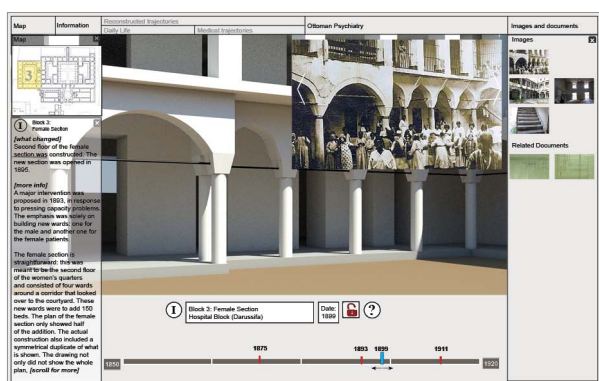 Map
Information
Reconstructed trajectories
Daily Life
Medical trajectories
Ottoman Psychiatry
Images and documents
Map
3
I
Block 3:
Female Section
[what changed]
Second floor of the female
section was constructed. The
new section was opened in
1895.
[more info]
A major intervention was
proposed in 1893, in response
to pressing capacity problems.
The emphasis was solely on
building new wards; one for
the male and another one for
the female patients.
The female section is
straightforward: this was
meant to be the second floor
of the women's quarters
and consisted of four wards
around a corridor that looked
over to the courtyard. These
new wards were to add 150
beds. The plan of the female
section only showed half
of the addition. The actual
construction also included a
symmetrical duplicate of what
is shown. The drawing not
only did not show the whole
plan, [scroll for more]
I
Block 3: Female Section
Hospital Block (Darussifa)
Date:
1899
?
1850
1875
1893
1899
1911
1920
Images
Related Documents